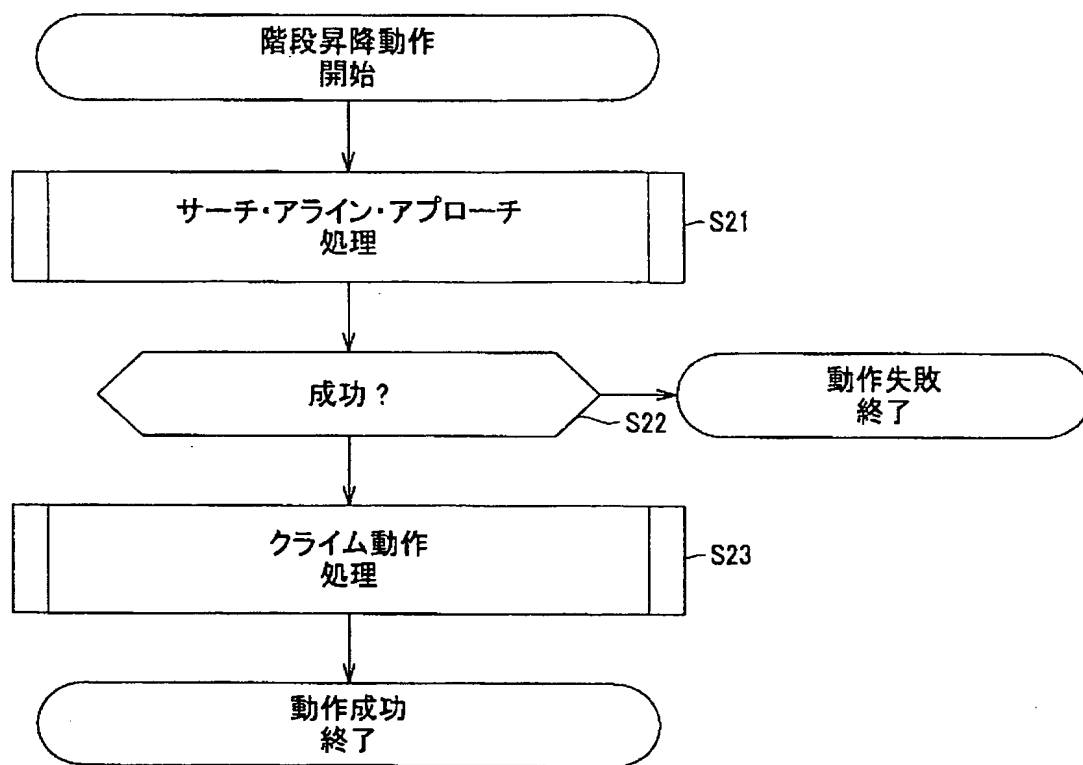 階段昇降動作
開始
サーチ・アライン・アプローチ
処理
S21
成功?
S22
動作失敗
終了
クライム動作
処理
S23
動作成功
終了